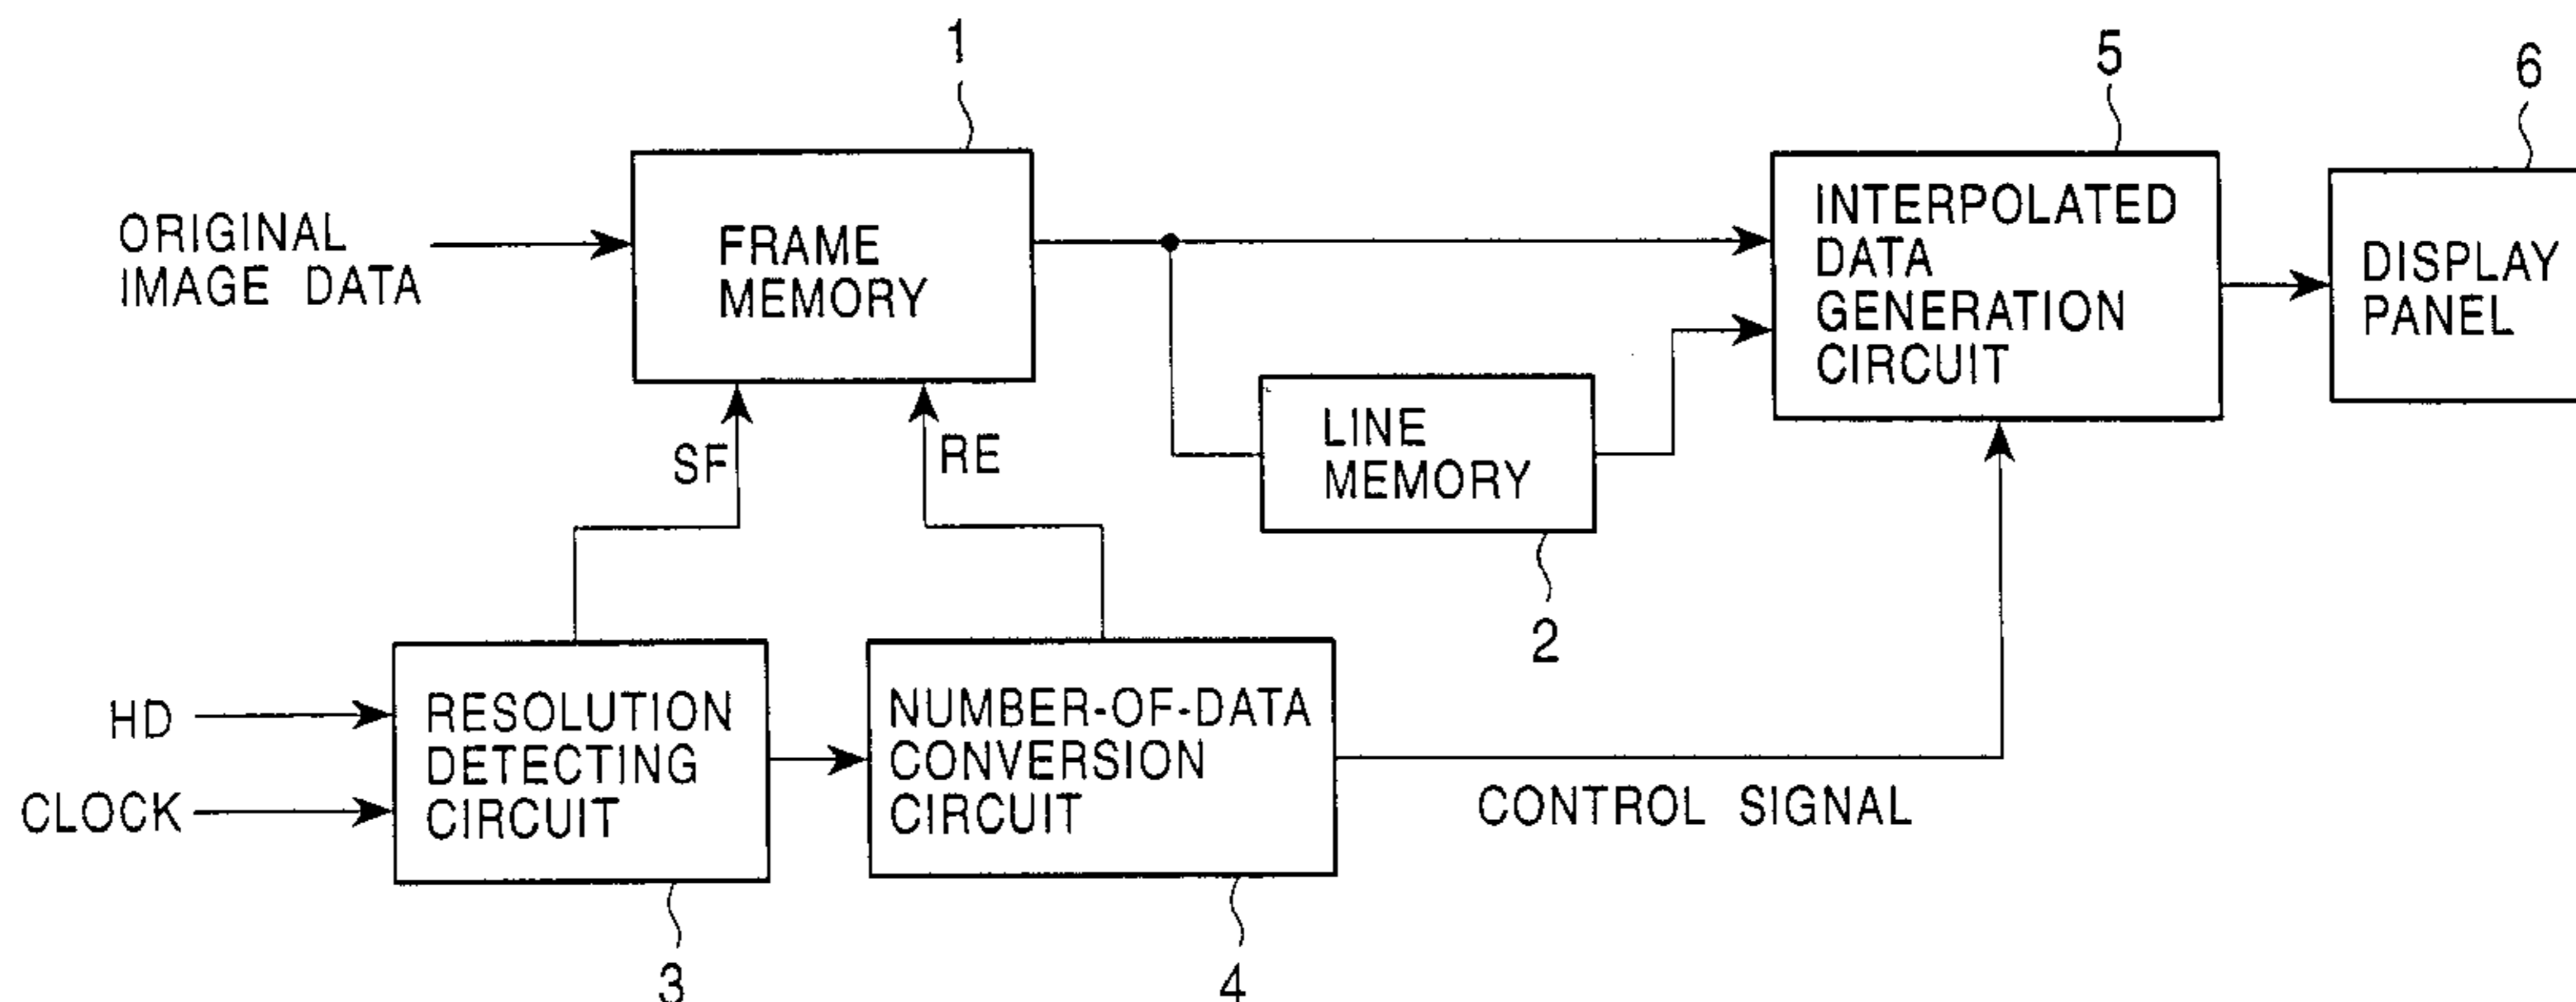 1
5
6
ORIGINAL
IMAGE DATA
FRAME
MEMORY
INTERPOLATED
DATA
GENERATION
CIRCUIT
DISPLAY
PANEL
SF
RE
LINE
MEMORY
2
HD
CLOCK
RESOLUTION
DETECTING
CIRCUIT
NUMBER-OF-DATA
CONVERSION
CIRCUIT
CONTROL SIGNAL
3
4